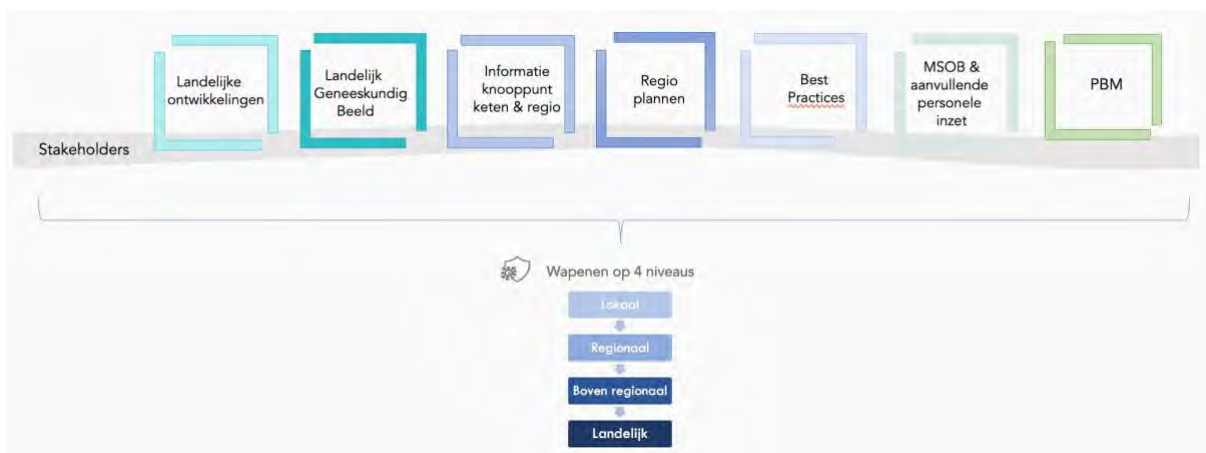 Landelijke
ontwikkelingen
Landelijk
Geneeskundig
Beeld
Informatie
knooppunt
keten & regio
Regio
plannen
Best
Practices
MSOB &
aanvullende
personele
inzet
PBM
Stakeholders
Wapenen op 4 niveaus
Lokaal
Regionaal
Boven regionaal
Landelijk